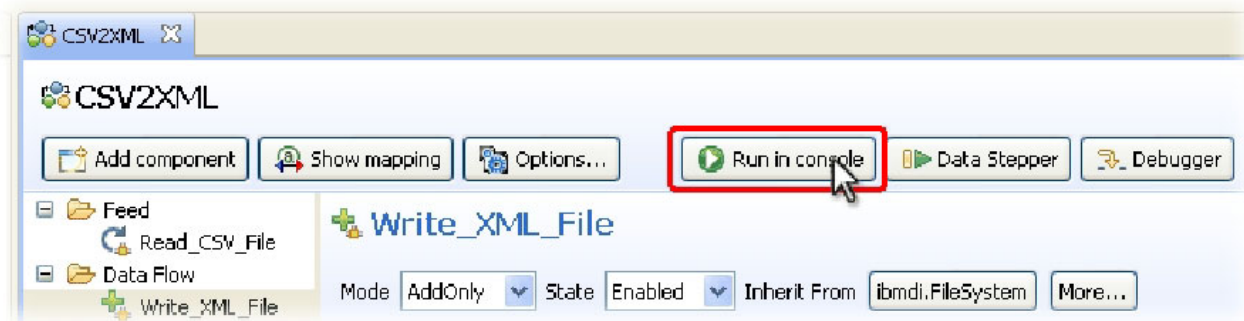 CSV2XML
CSV2XML
Add component Show mapping Options... Run in console Data Stepper Debugger
Feed
Read_CSV_File
Data Flow
Write_XML_File
Write_XML_File
Mode AddOnly State Enabled Inherit From ibmdi.FileSystem More...